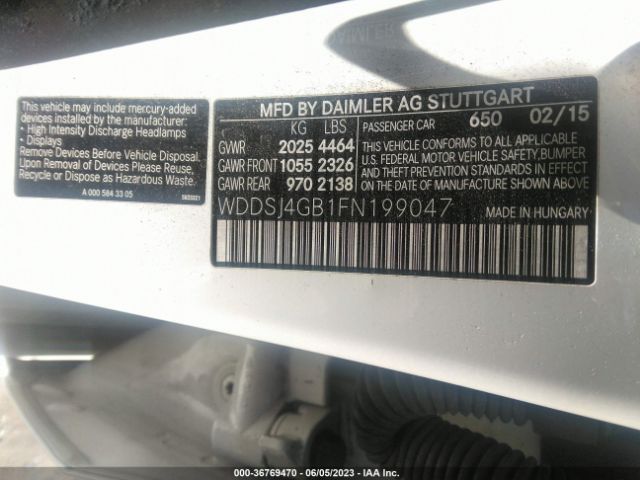 This vehicle may include mercury-added
devices installed by the manufacturer:
• High Intensity Discharge Headlamps
• Displays
Remove Devices Before Vehicle Disposal.
Upon Removal of Devices Please Reuse,
Recycle or Dispose as Hazardous Waste.
A 000 584 33 05
MFD BY DAIMLER AG STUTTGART
KG LBS PASSENGER CAR 650 02/15
GVWR 2025 4464
GAWR FRONT 1055 2326
GAWR REAR 970 2138
THIS VEHICLE CONFORMS TO ALL APPLICABLE
U.S. FEDERAL MOTOR VEHICLE SAFETY, BUMPER
AND THEFT PREVENTION STANDARDS IN EFFECT
ON THE DATE OF MANUFACTURE SHOWN ABOVE.
WDDSJ4GB1FN199047 MADE IN HUNGARY
000-36769470 - 06/05/2023 - IAA Inc.